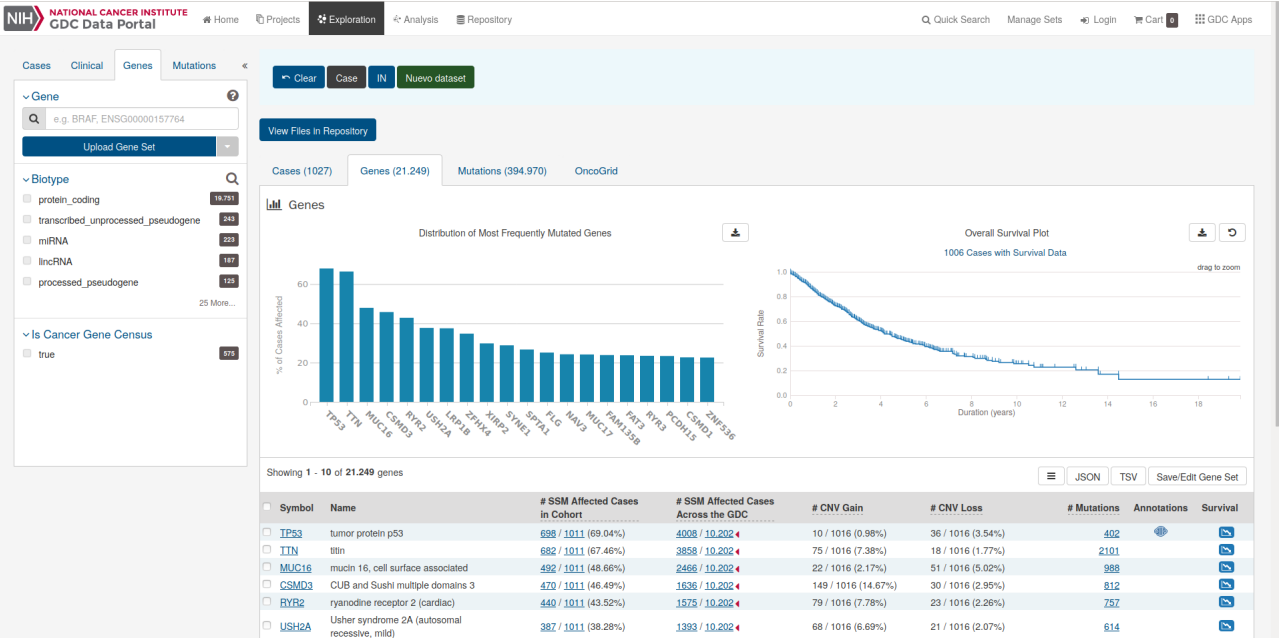 NIH NATIONAL CANCER INSTITUTE
GDC Data Portal
Home Projects Exploration Analysis Repository
Quick Search Manage Sets Login Cart 0 GDC Apps
Cases Clinical Genes Mutations «
Gene
e.g. BRAF, ENSG00000157764
Upload Gene Set
Biotype
protein_coding 19.751
transcribed_unprocessed_pseudogene 243
miRNA 223
lincRNA 187
processed_pseudogene 125
25 More...
Is Cancer Gene Census
true 575
Clear Case IN Nuevo dataset
View Files in Repository
Cases (1027) Genes (21.249) Mutations (394.970) OncoGrid
Genes
Distribution of Most Frequently Mutated Genes
% of Cases Affected
60
40
20
0
TP53 TTN MUC16 CSMD3 RYR2 USH2A LRP1B ZFHX4 XIRP2 SYNE1 SPTA1 FLG NAV3 MUC17 FAM135B FAT3 RYR3 PCDH15 CSMD1 ZNF536
Overall Survival Plot
1006 Cases with Survival Data
drag to zoom
Survival Rate
1.0
0.8
0.6
0.4
0.2
0.0
0 2 4 6 8 10 12 14 16 18
Duration (years)
Showing 1 - 10 of 21.249 genes
JSON TSV Save/Edit Gene Set
Symbol Name # SSM Affected Cases in Cohort # SSM Affected Cases Across the GDC # CNV Gain # CNV Loss # Mutations Annotations Survival
TP53 tumor protein p53 698 / 1011 (69.04%) 4008 / 10.202 10 / 1016 (0.98%) 36 / 1016 (3.54%) 402
TTN titin 682 / 1011 (67.46%) 3858 / 10.202 75 / 1016 (7.38%) 18 / 1016 (1.77%) 2101
MUC16 mucin 16, cell surface associated 492 / 1011 (48.66%) 2466 / 10.202 22 / 1016 (2.17%) 51 / 1016 (5.02%) 988
CSMD3 CUB and Sushi multiple domains 3 470 / 1011 (46.49%) 1636 / 10.202 149 / 1016 (14.67%) 30 / 1016 (2.95%) 812
RYR2 ryanodine receptor 2 (cardiac) 440 / 1011 (43.52%) 1575 / 10.202 79 / 1016 (7.78%) 23 / 1016 (2.26%) 757
USH2A Usher syndrome 2A (autosomal recessive, mild) 387 / 1011 (38.28%) 1393 / 10.202 68 / 1016 (6.69%) 21 / 1016 (2.07%) 614